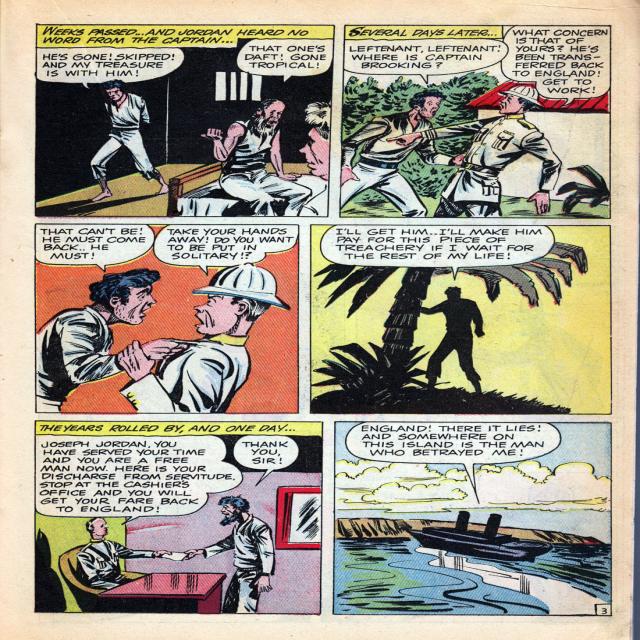 WEEKS PASSED...AND JORDAN HEARD NO
WORD FROM THE CAPTAIN...
HE'S GONE! SKIPPED!
AND MY TREASURE
IS WITH HIM!
THAT ONE'S
DAFT! GONE
TROPICAL!
SEVERAL DAYS LATER...
LEFTENANT, LEFTENANT!
WHERE IS CAPTAIN
BROOKING?
WHAT CONCERN
IS THAT OF
YOURS? HE'S
BEEN TRANS-
FERRED BACK
TO ENGLAND!
GET TO
WORK!
THAT CAN'T BE!
HE MUST COME
BACK.. HE
MUST!
TAKE YOUR HANDS
AWAY! DO YOU WANT
TO BE PUT IN
SOLITARY!?
I'LL GET HIM..I'LL MAKE HIM
PAY FOR THIS PIECE OF
TREACHERY IF I WAIT FOR
THE REST OF MY LIFE!
THE YEARS ROLLED BY, AND ONE DAY...
JOSEPH JORDAN, YOU
HAVE SERVED YOUR TIME
AND YOU ARE A FREE
MAN NOW. HERE IS YOUR
DISCHARGE FROM SERVITUDE.
STOP AT THE CASHIER'S
OFFICE AND YOU WILL
GET YOUR FARE BACK
TO ENGLAND!
THANK
YOU,
SIR!
ENGLAND! THERE IT LIES!
AND SOMEWHERE ON
THIS ISLAND IS THE MAN
WHO BETRAYED ME!
3